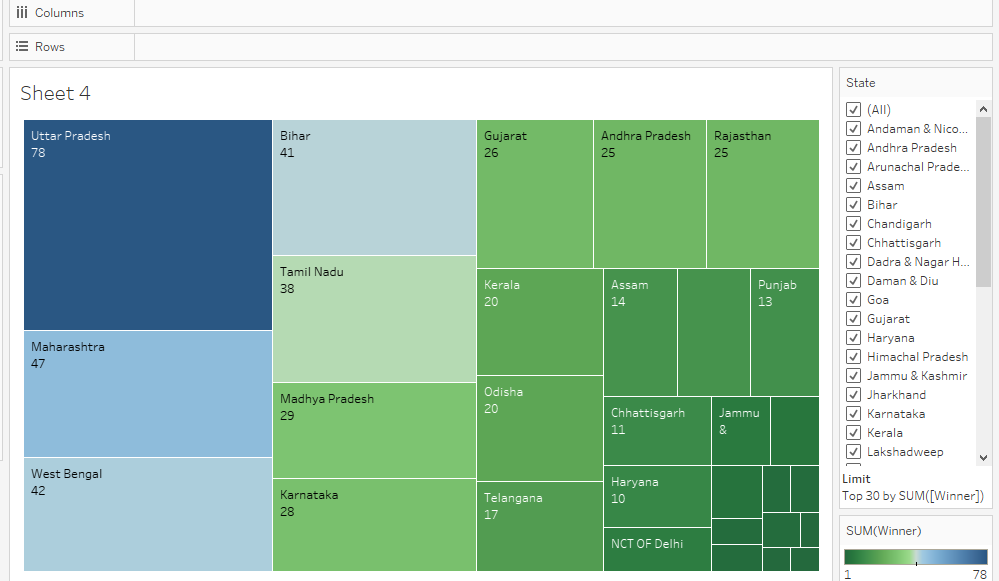 Columns
Rows
Sheet 4
Uttar Pradesh
78
Maharashtra
47
West Bengal
42
Bihar
41
Tamil Nadu
38
Madhya Pradesh
29
Karnataka
28
Gujarat
26
Andhra Pradesh
25
Rajasthan
25
Kerala
20
Odisha
20
Telangana
17
Assam
14
Punjab
13
Chhattisgarh
11
Jammu
&
Haryana
10
NCT OF Delhi
State
(All)
Andaman & Nico...
Andhra Pradesh
Arunachal Prade...
Assam
Bihar
Chandigarh
Chhattisgarh
Dadra & Nagar H...
Daman & Diu
Goa
Gujarat
Haryana
Himachal Pradesh
Jammu & Kashmir
Jharkhand
Karnataka
Kerala
Lakshadweep
Limit
Top 30 by SUM([Winner])
SUM(Winner)
1 78